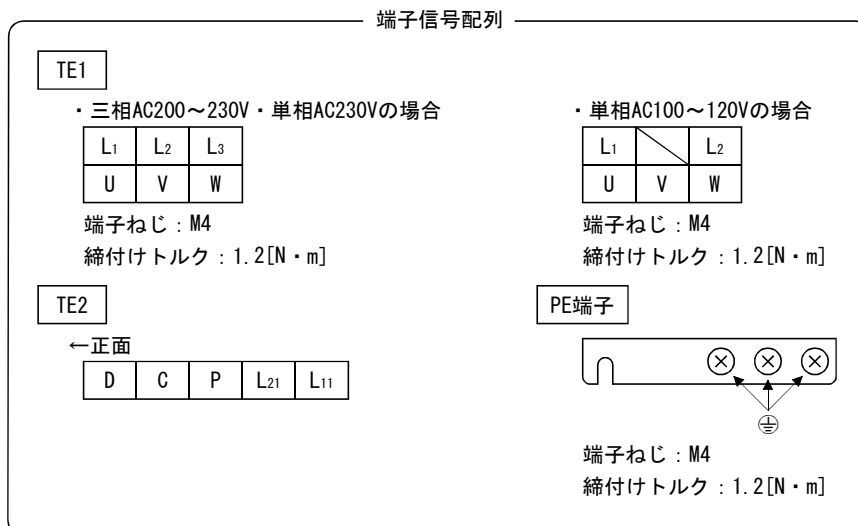 端子信号配列
TE1
・三相AC200～230V・単相AC230Vの場合
L1 L2 L3
U V W
端子ねじ：M4
締付けトルク：1.2[N・m]
・単相AC100～120Vの場合
L1 L2
U V W
端子ねじ：M4
締付けトルク：1.2[N・m]
TE2
←正面
D C P L21 L11
PE端子
端子ねじ：M4
締付けトルク：1.2[N・m]